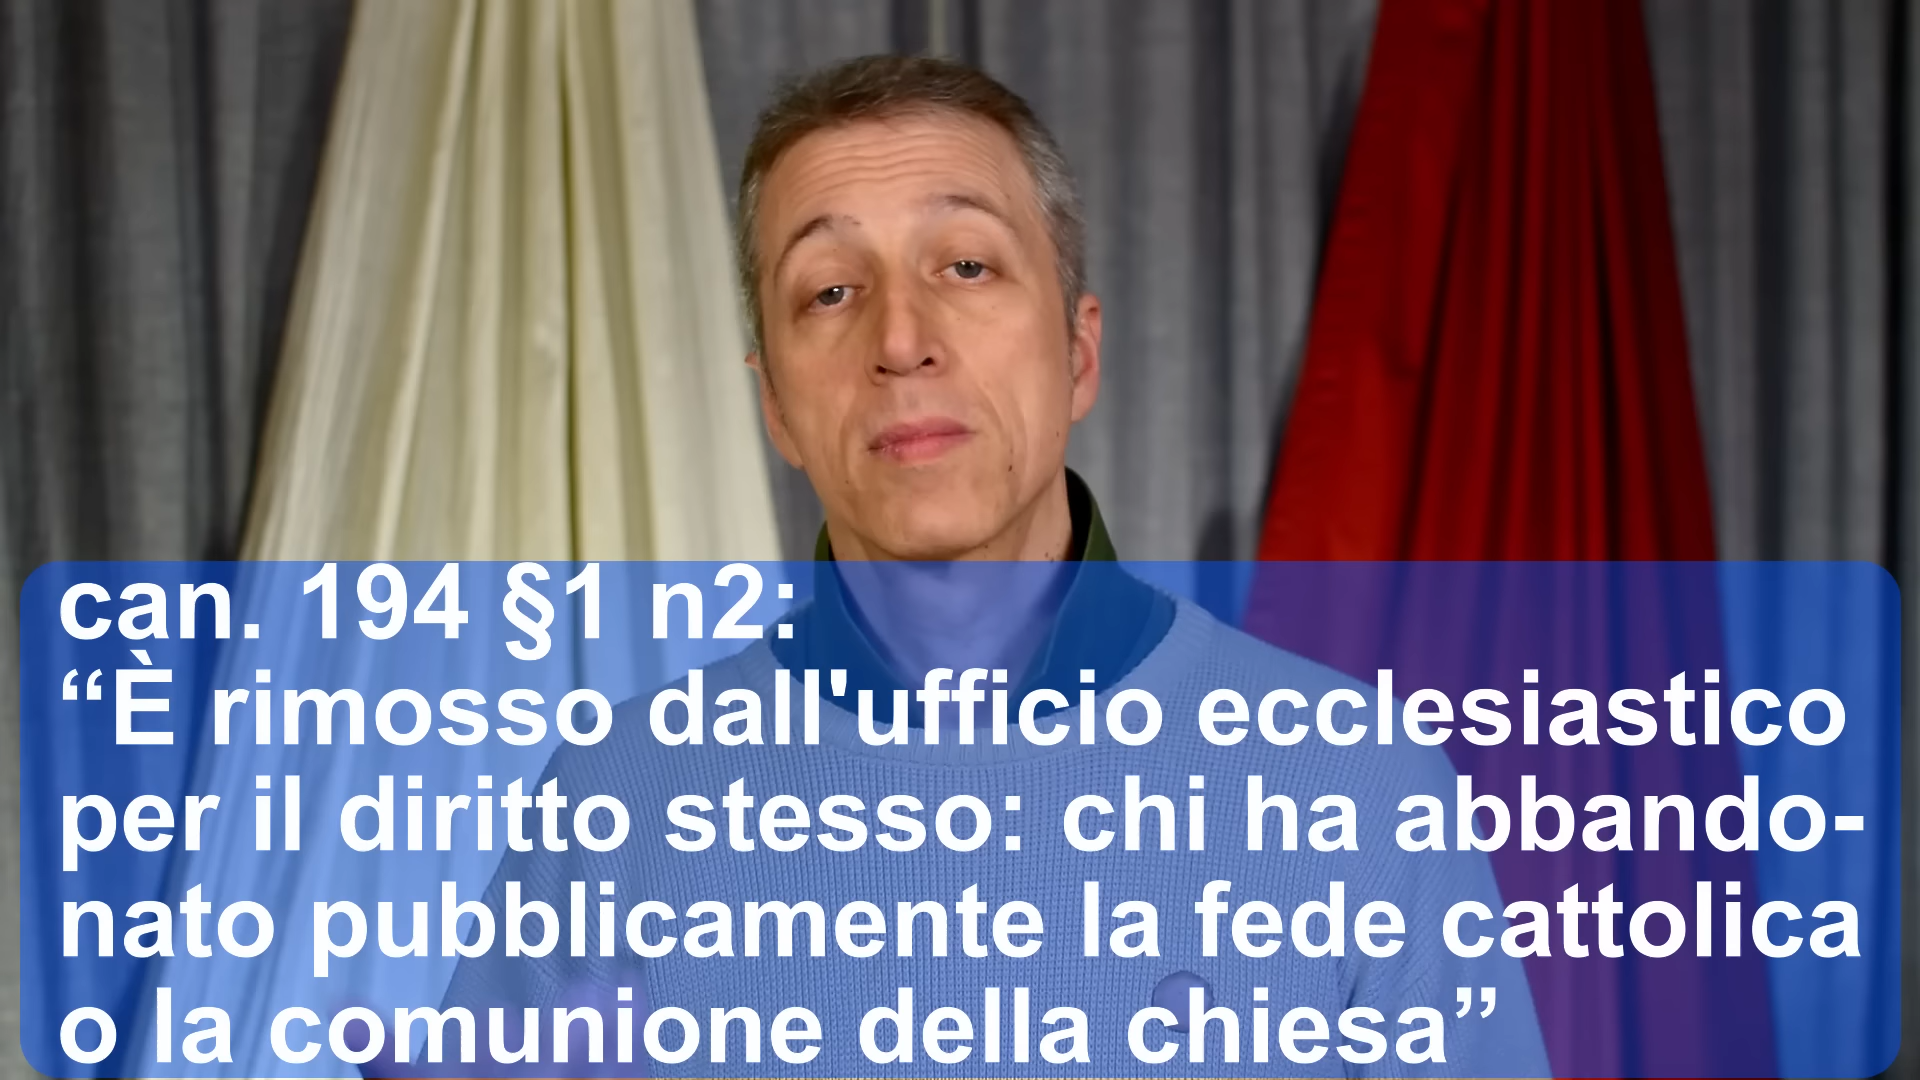 can. 194 §1 n2:
“È rimosso dall'ufficio ecclesiastico
per il diritto stesso: chi ha abbando-
nato pubblicamente la fede cattolica
o la comunione della chiesa”